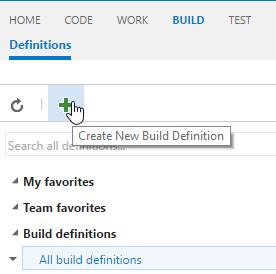 HOME CODE WORK BUILD TEST
Definitions
Create New Build Definition
Search all definitions...
My favorites
Team favorites
Build definitions
All build definitions